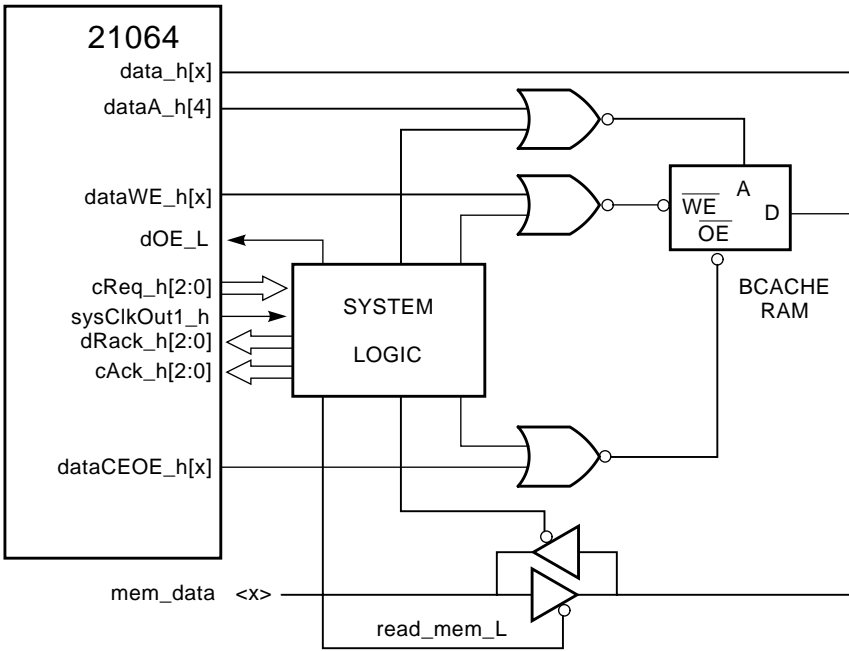 21064
data_h[x]
dataA_h[4]
dataWE_h[x]
dOE_L
cReq_h[2:0]
sysClkOut1_h
dRack_h[2:0]
cAck_h[2:0]
dataCEOE_h[x]
SYSTEM
LOGIC
A
WE
D
OE
BCACHE
RAM
mem_data <x>
read_mem_L